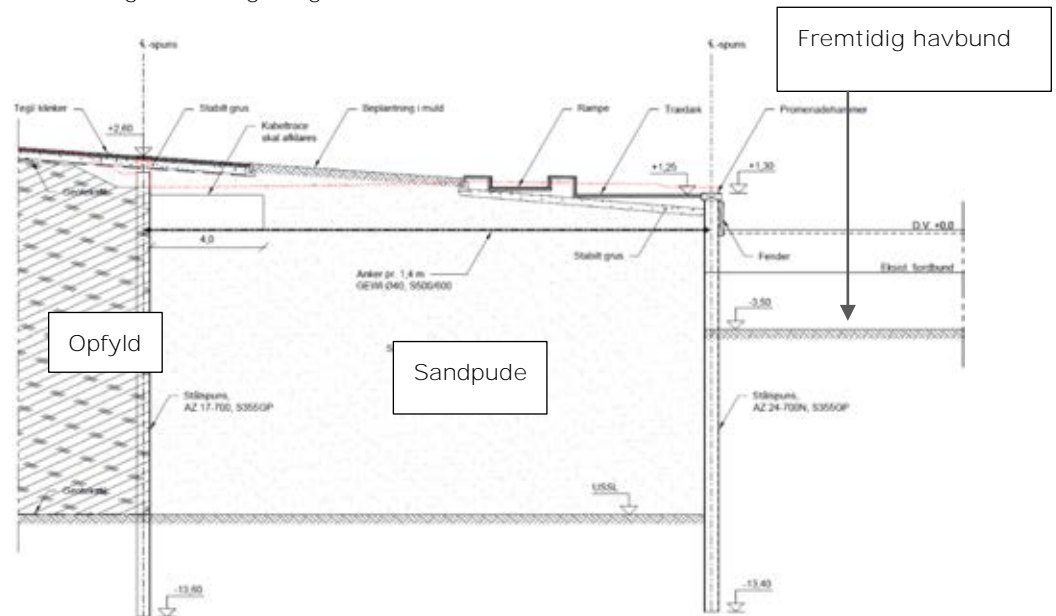 ℄ -spuns
℄ -spuns
Fremtidig havbund
Tegl klinker
Stabilt grus
Beplantning i muld
Rampe
Trædæk
Promenadehammer
+2,60
Kabeltrace
skal afklares
+1,25
+1,30
4,0
D.V. +0,0
Stabilt grus
Fender
Anker pr. 1,4 m
GEWI Ø40, S500/600
Eksist. fjordbund
-3,50
Opfyld
Sandpude
Stålspuns,
AZ 17-700, S355GP
Stålspuns,
AZ 24-700N, S355GP
USSL
-13,60
-13,40